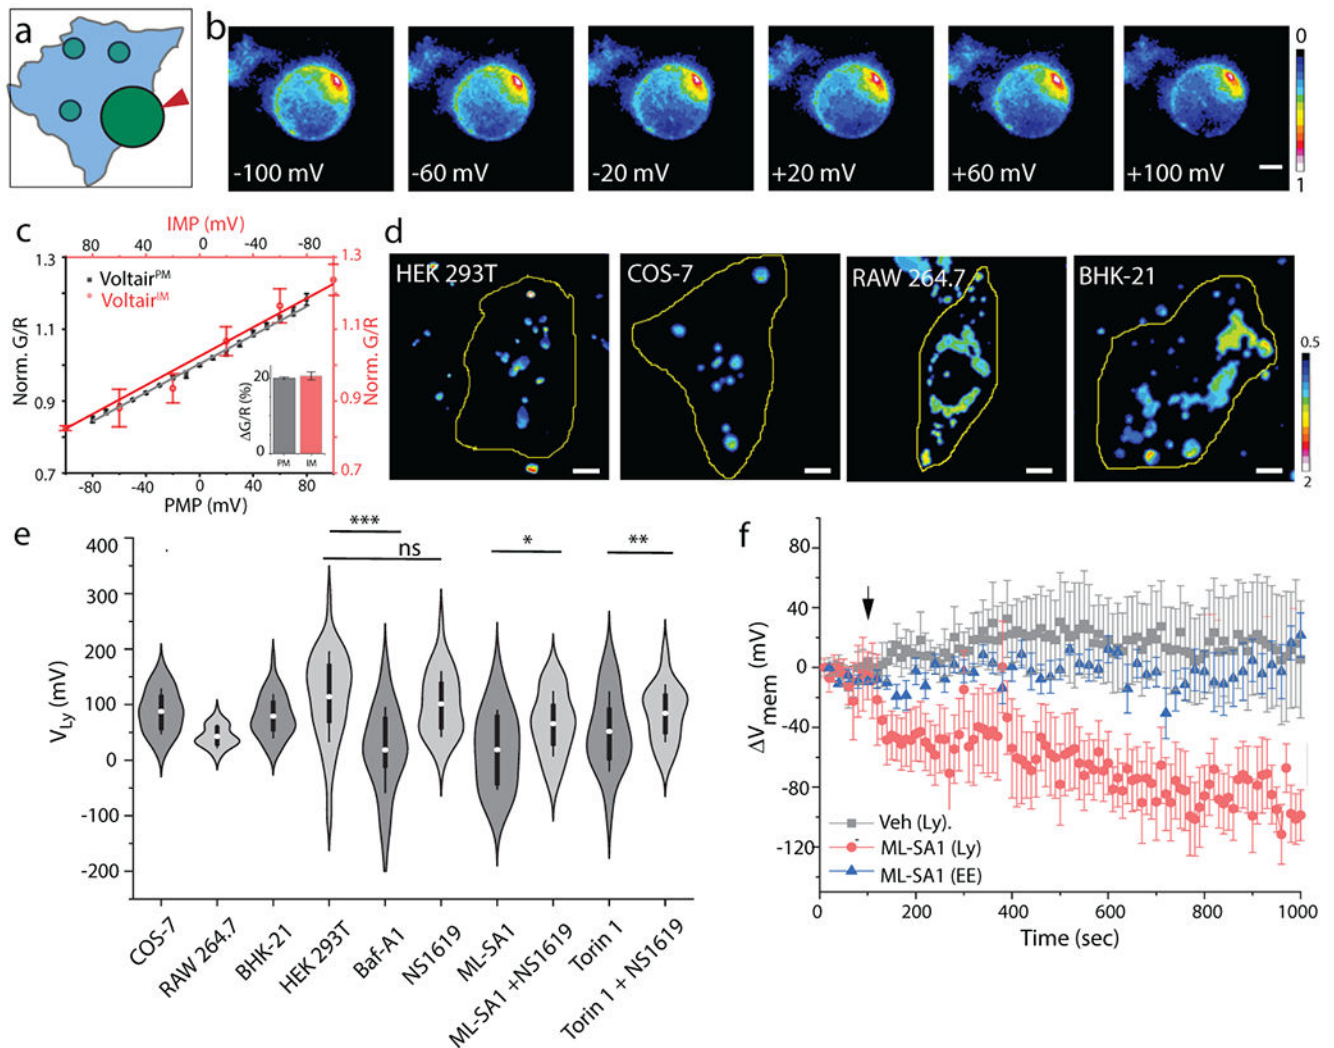 a
b
-100 mV
-60 mV
-20 mV
+20 mV
+60 mV
+100 mV
0
1
c
IMP (mV)
80 40 0 -40 -80
1.3
1.1
0.9
0.7
Norm. G/R
VoltairPM
VoltairIM
20
0
ΔG/R (%)
PM IM
1.3
1.1
0.9
0.7
Norm. G/R
-80 -40 0 40 80
PMP (mV)
d
HEK 293T
COS-7
RAW 264.7
BHK-21
0.5
2
e
400
300
200
100
0
-100
-200
VLy (mV)
***
ns
*
**
COS-7
RAW 264.7
BHK-21
HEK 293T
Baf-A1
NS1619
ML-SA1
ML-SA1 +NS1619
Torin 1
Torin 1 + NS1619
f
80
40
0
-40
-80
-120
ΔVmem (mV)
Veh (Ly).
ML-SA1 (Ly)
ML-SA1 (EE)
0 200 400 600 800 1000
Time (sec)